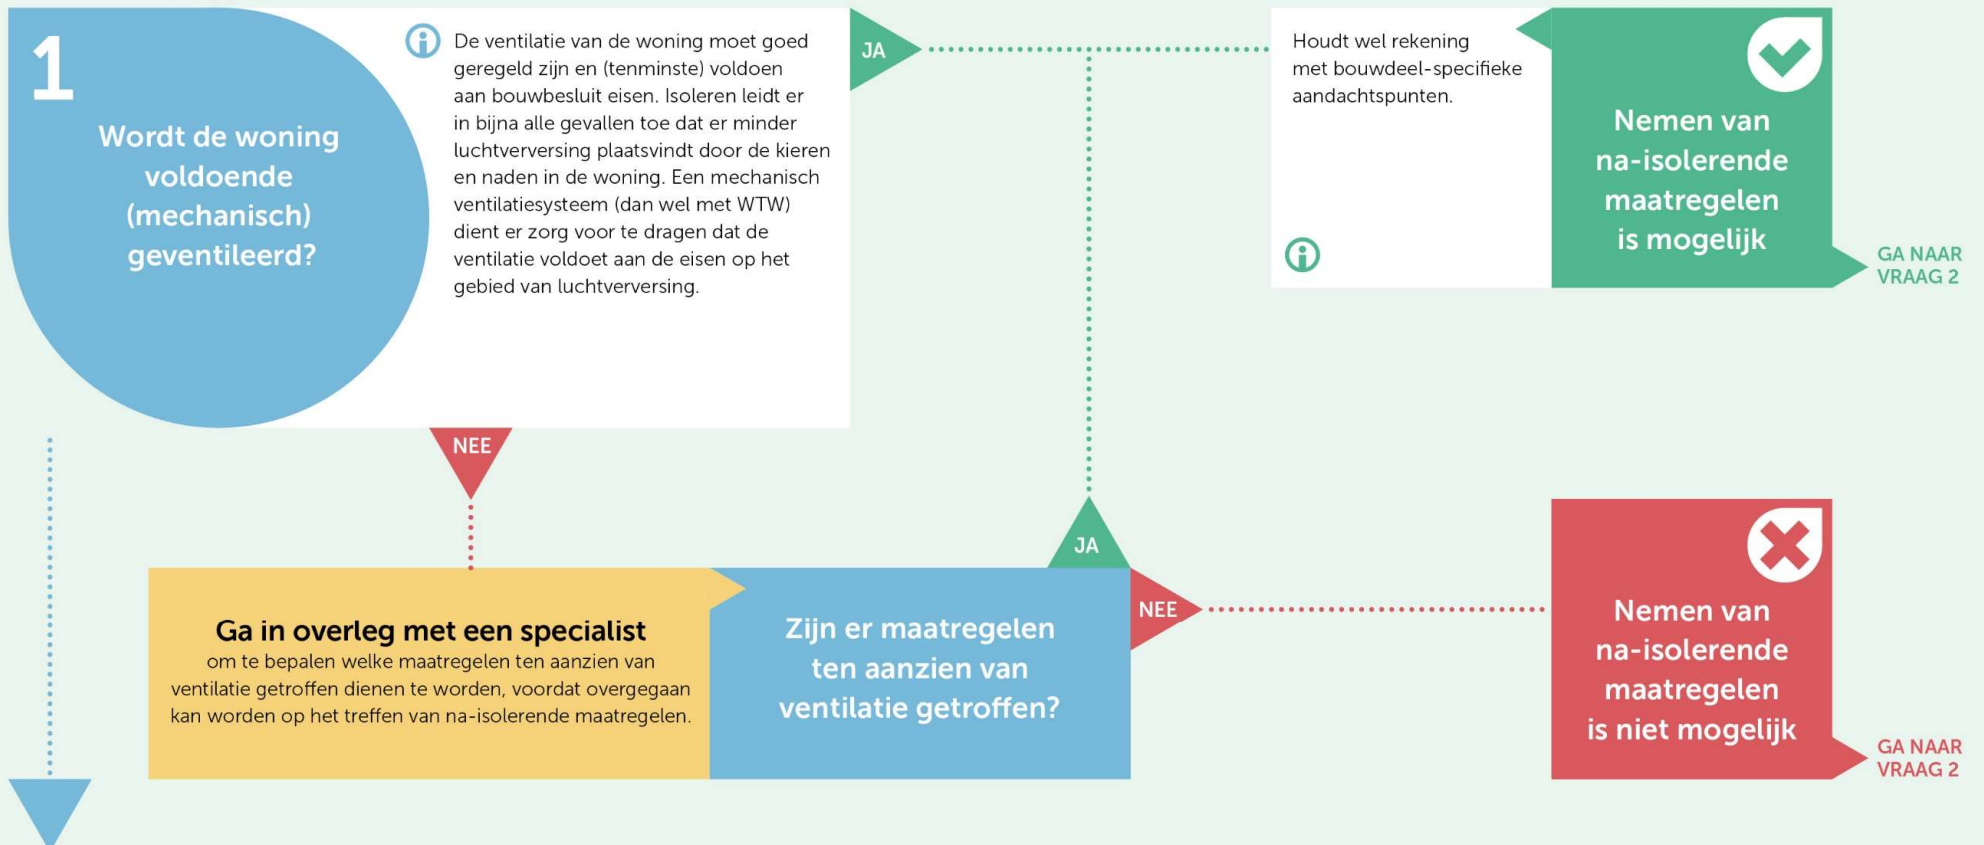 1
Wordt de woning
voldoende
(mechanisch)
geventileerd?
De ventilatie van de woning moet goed
geregeld zijn en (tenminste) voldoen
aan bouwbesluit eisen. Isoleren leidt er
in bijna alle gevallen toe dat er minder
luchtverversing plaatsvindt door de kieren
en naden in de woning. Een mechanisch
ventilatiesysteem (dan wel met WTW)
dient er zorg voor te dragen dat de
ventilatie voldoet aan de eisen op het
gebied van luchtverversing.
JA
Houdt wel rekening
met bouwdeel-specifieke
aandachtspunten.
Nemen van
na-isolerende
maatregelen
is mogelijk
GA NAAR
VRAAG 2
NEE
Ga in overleg met een specialist
om te bepalen welke maatregelen ten aanzien van
ventilatie getroffen dienen te worden, voordat overgegaan
kan worden op het treffen van na-isolerende maatregelen.
Zijn er maatregelen
ten aanzien van
ventilatie getroffen?
JA
NEE
Nemen van
na-isolerende
maatregelen
is niet mogelijk
GA NAAR
VRAAG 2